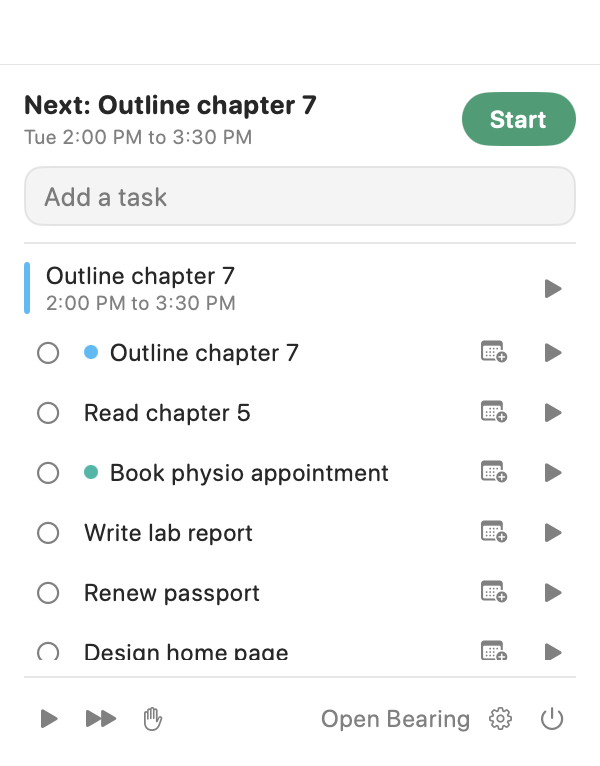 Next: Outline chapter 7
Start
Tue 2:00 PM to 3:30 PM
Add a task
Outline chapter 7
2:00 PM to 3:30 PM
Outline chapter 7
Read chapter 5
Book physio appointment
Write lab report
Renew passport
Design home page
Open Bearing